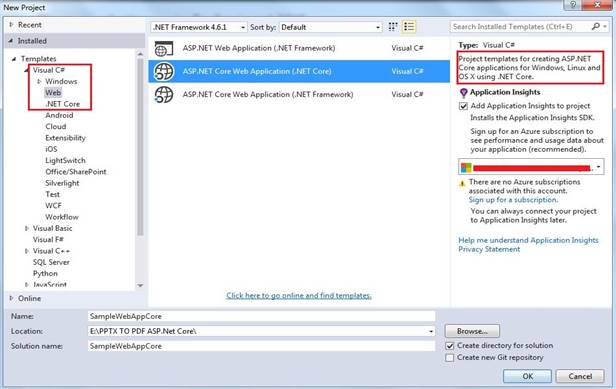 New Project
Recent
.NET Framework 4.6.1
Sort by: Default
Search Installed Templates (Ctrl+E)
Installed
Templates
Visual C#
Windows
Web
.NET Core
Android
Cloud
Extensibility
iOS
LightSwitch
Office/SharePoint
Silverlight
Test
WCF
Workflow
Visual Basic
Visual F#
Visual C++
SQL Server
Python
JavaScript
Online
ASP.NET Web Application (.NET Framework) Visual C#
ASP.NET Core Web Application (.NET Core) Visual C#
ASP.NET Core Web Application (.NET Framework) Visual C#
Click here to go online and find templates.
Type: Visual C#
Project templates for creating ASP.NET
Core applications for Windows, Linux and
OS X using .NET Core.
Application Insights
Add Application Insights to project
Installs the Application Insights SDK.
Sign up for an Azure subscription to
see performance and usage data about
your application (recommended).
There are no Azure subscriptions
associated with this account.
Sign up for a subscription.
You can always connect your project
to Application Insights later.
Help me understand Application Insights
Privacy Statement
Name: SampleWebAppCore
Location: E:\PPTX TO PDF ASP.Net Core\
Browse...
Solution name: SampleWebAppCore
Create directory for solution
Create new Git repository
OK
Cancel